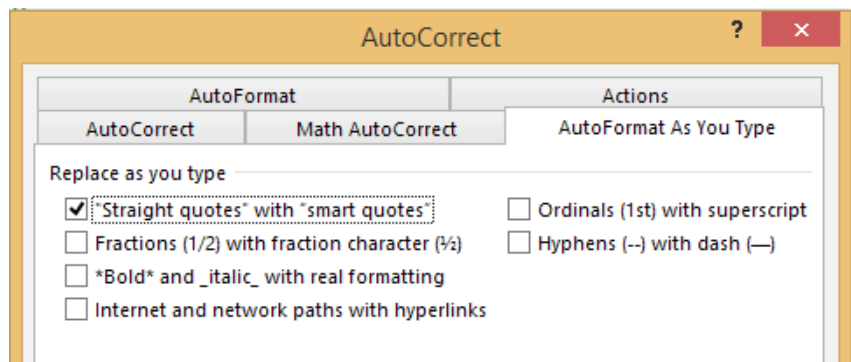 AutoCorrect
?
×
AutoFormat
Actions
AutoCorrect
Math AutoCorrect
AutoFormat As You Type
Replace as you type
"Straight quotes" with “smart quotes”
Ordinals (1st) with superscript
Fractions (1/2) with fraction character (½)
Hyphens (--) with dash (—)
*Bold* and _italic_ with real formatting
Internet and network paths with hyperlinks